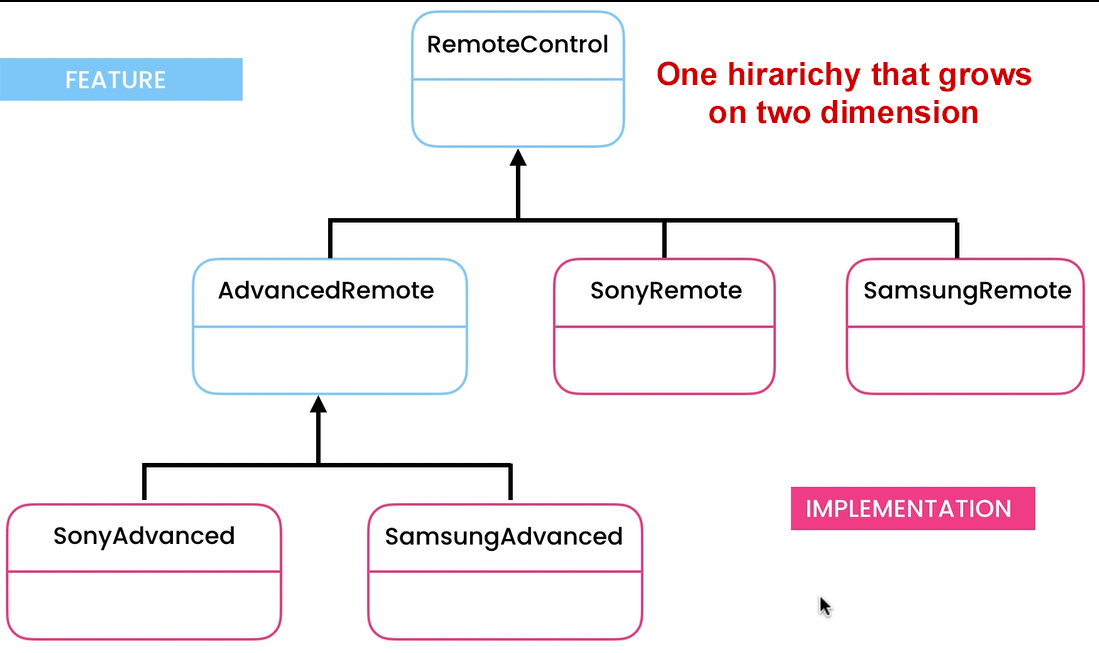 RemoteControl
FEATURE
One hirarichy that grows
on two dimension
AdvancedRemote
SonyRemote
SamsungRemote
IMPLEMENTATION
SonyAdvanced
SamsungAdvanced